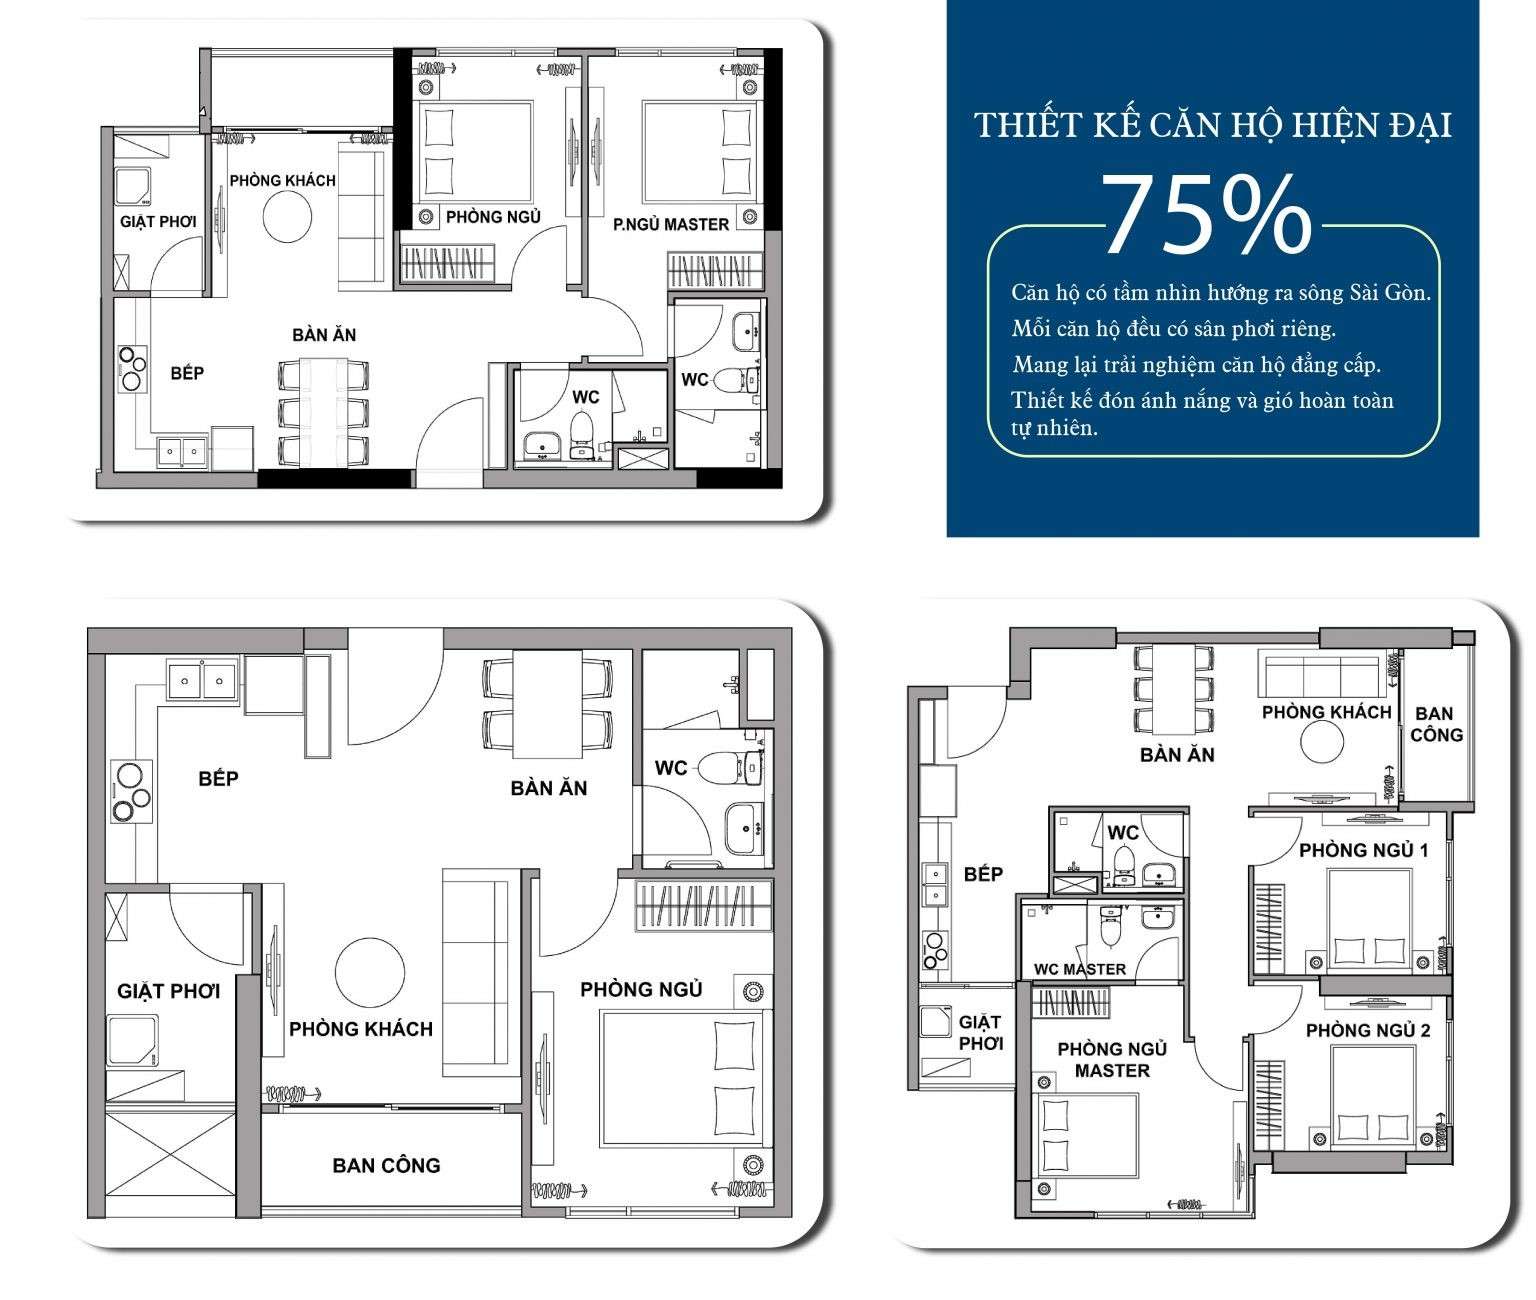 PHÒNG KHÁCH
GIẶT PHƠI
PHÒNG NGỦ
P.NGỦ MASTER
BÀN ĂN
BẾP
WC
WC
THIẾT KẾ CĂN HỘ HIỆN ĐẠI
75%
Căn hộ có tầm nhìn hướng ra sông Sài Gòn.
Mỗi căn hộ đều có sân phơi riêng.
Mang lại trải nghiệm căn hộ đẳng cấp.
Thiết kế đón ánh nắng và gió hoàn toàn
tự nhiên.
BẾP
BÀN ĂN
WC
GIẶT PHƠI
PHÒNG KHÁCH
PHÒNG NGỦ
BAN CÔNG
PHÒNG KHÁCH
BAN
CÔNG
BÀN ĂN
WC
PHÒNG NGỦ 1
BẾP
WC MASTER
GIẶT
PHƠI
PHÒNG NGỦ
MASTER
PHÒNG NGỦ 2